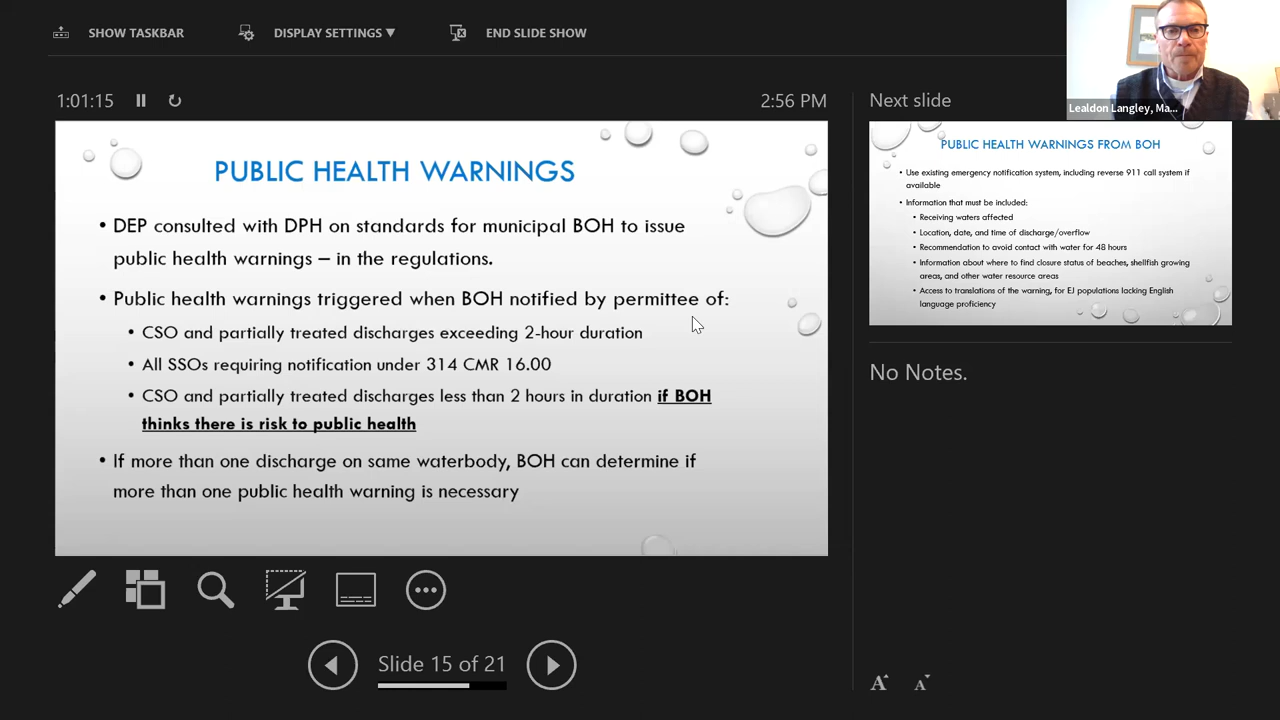 SHOW TASKBAR
DISPLAY SETTINGS ▼
END SLIDE SHOW
Lealdon Langley, Ma...
1:01:15
2:56 PM
PUBLIC HEALTH WARNINGS
• DEP consulted with DPH on standards for municipal BOH to issue
public health warnings – in the regulations.
• Public health warnings triggered when BOH notified by permittee of:
• CSO and partially treated discharges exceeding 2-hour duration
• All SSOs requiring notification under 314 CMR 16.00
• CSO and partially treated discharges less than 2 hours in duration if BOH
thinks there is risk to public health
• If more than one discharge on same waterbody, BOH can determine if
more than one public health warning is necessary
Slide 15 of 21
Next slide
PUBLIC HEALTH WARNINGS FROM BOH
• Use existing emergency notification system, including reverse 911 call system if
available
• Information that must be included:
• Receiving waters affected
• Location, date, and time of discharge/overflow
• Recommendation to avoid contact with water for 48 hours
• Information about where to find closure status of beaches, shellfish growing
areas, and other water resource areas
• Access to translations of the warning, for EJ populations lacking English
language proficiency
No Notes.
A A